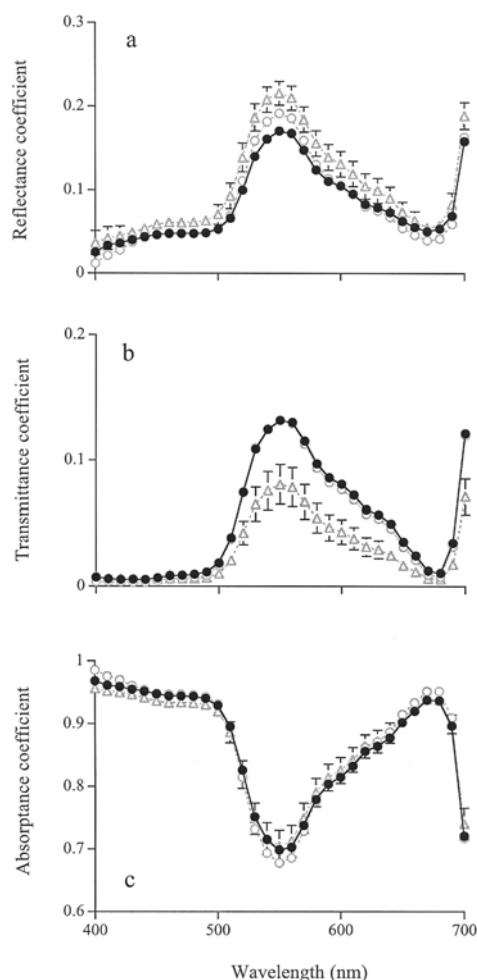 a
0.3
0.2
0.1
0
Reflectance coefficient
b
0.2
0.1
0
Transmittance coefficient
1
0.9
0.8
0.7
0.6
Absorptance coefficient
c
400
500
600
700
Wavelength (nm)